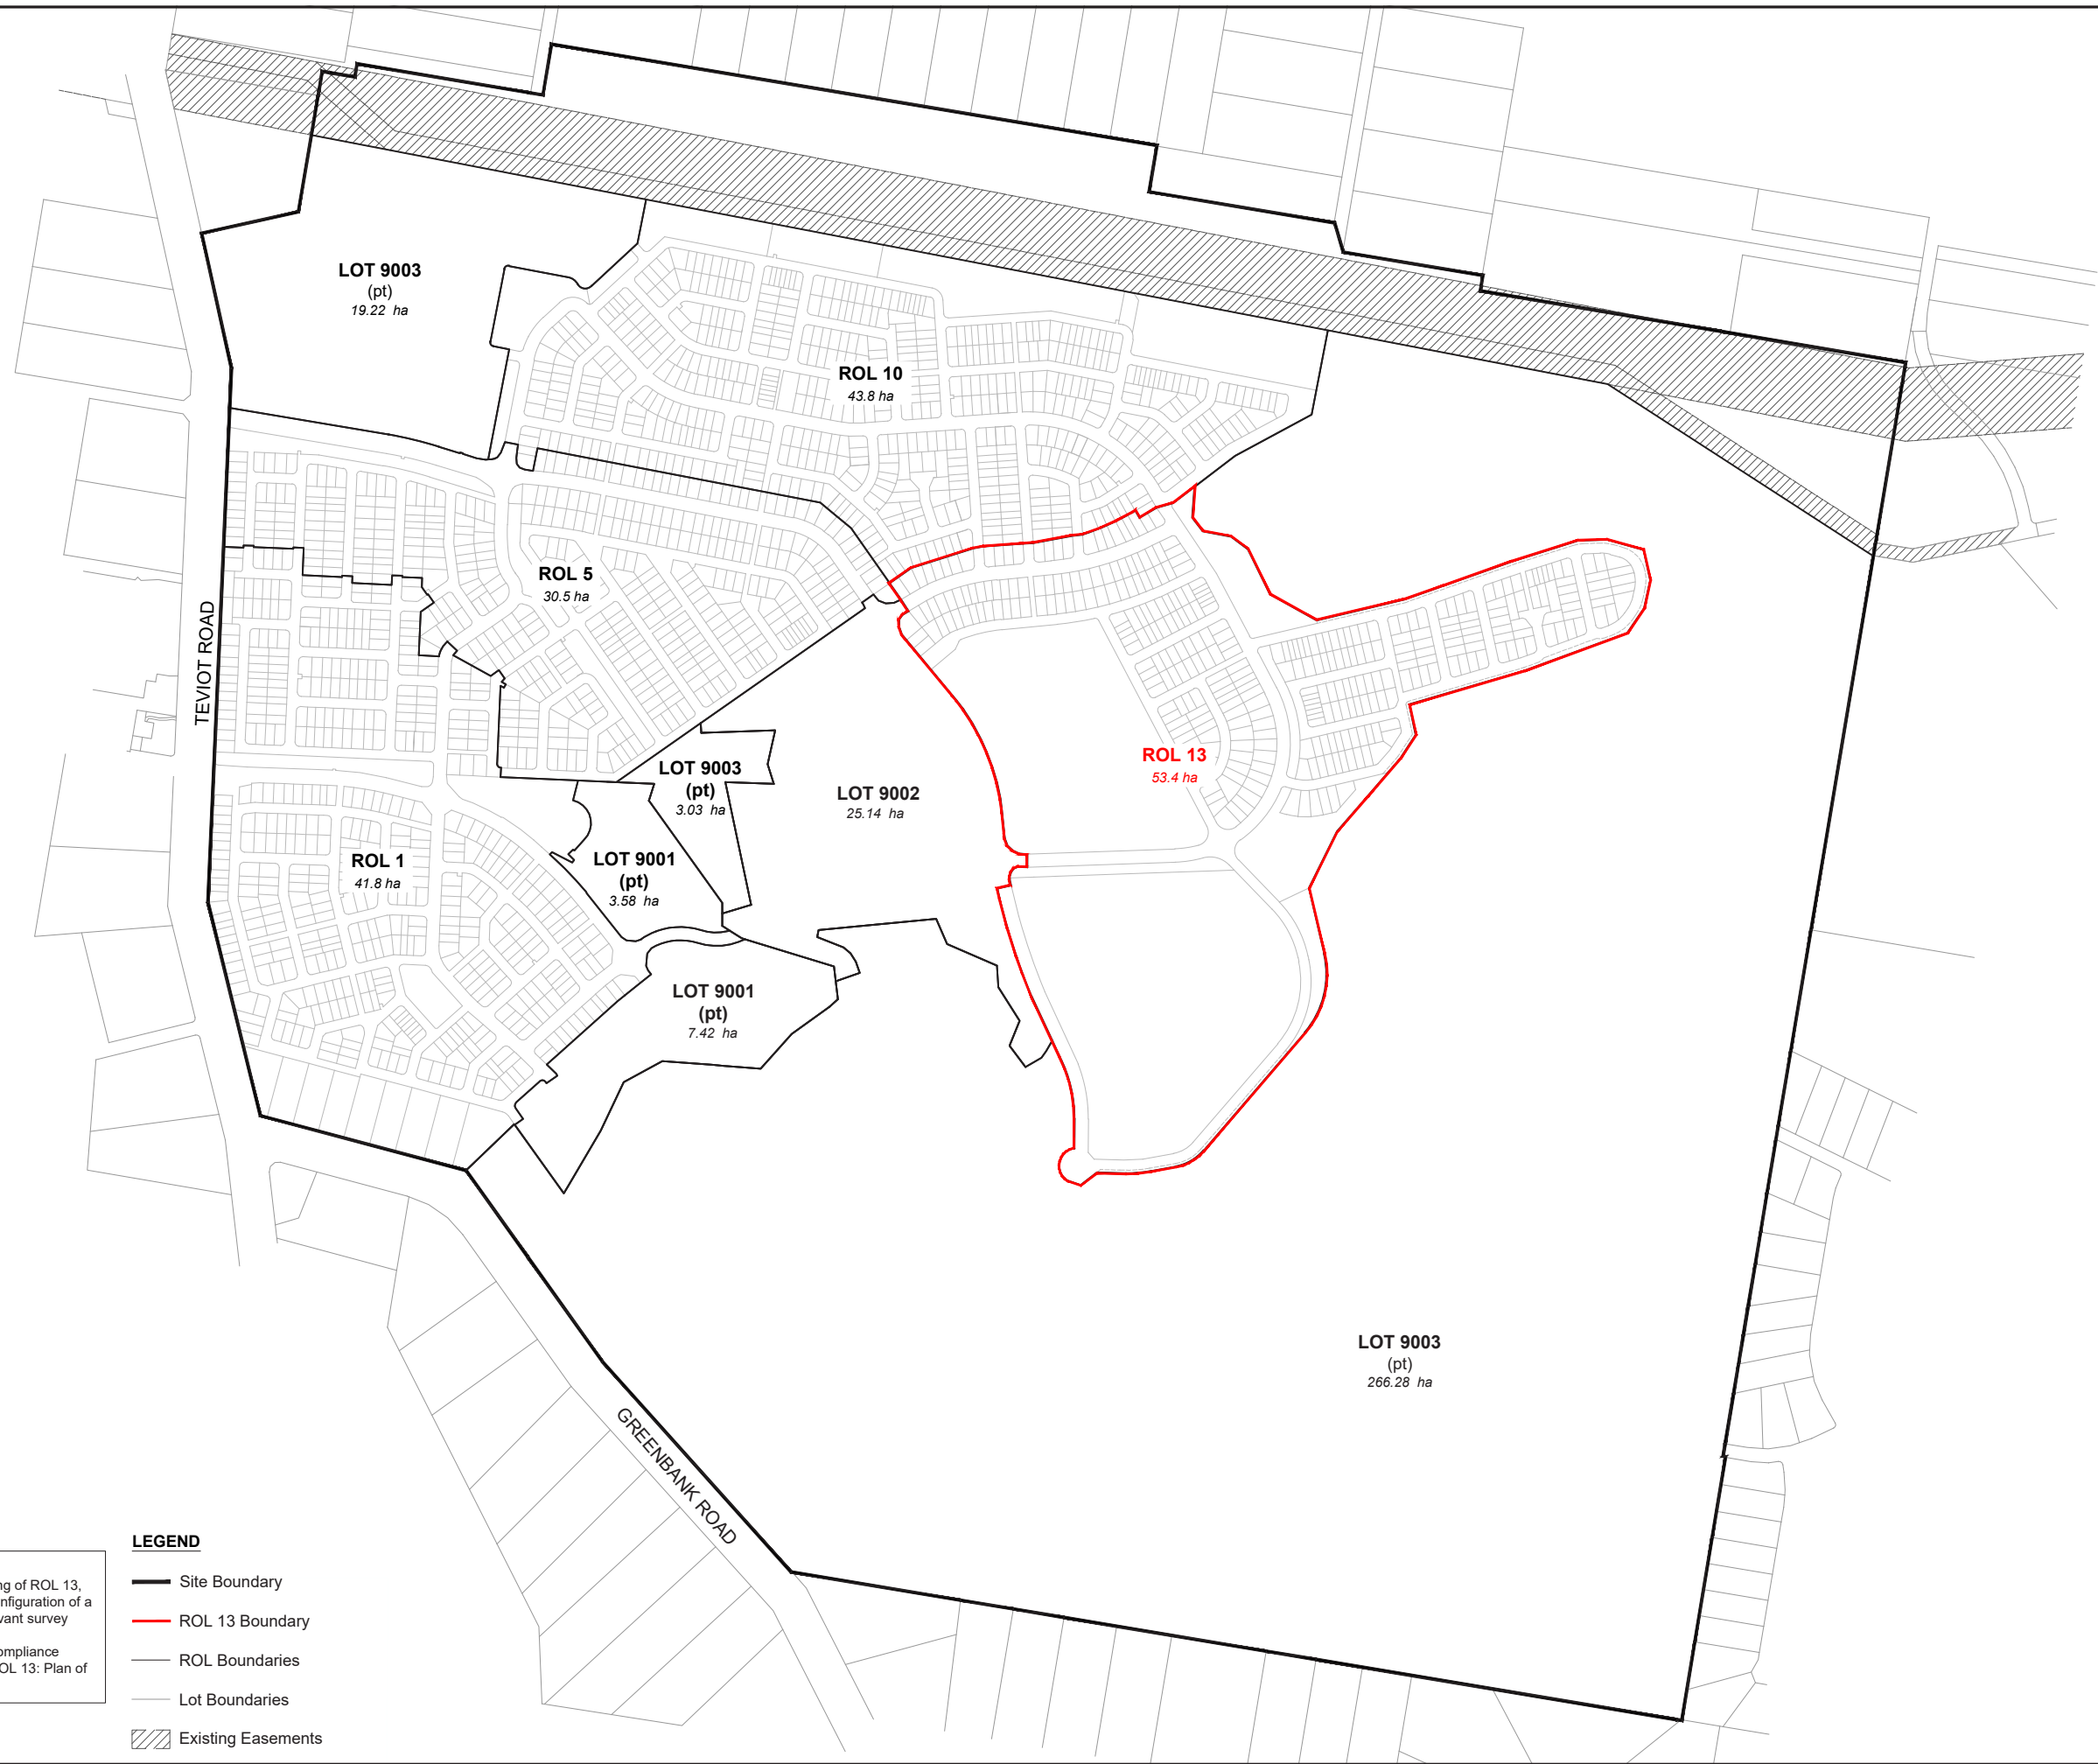 LOT 9003
(pt)
19.22 ha
ROL 10
43.8 ha
ROL 5
30.5 ha
TEVIOT ROAD
LOT 9003
(pt)
3.03 ha
LOT 9002
25.14 ha
ROL 13
53.4 ha
ROL 1
41.8 ha
LOT 9001
(pt)
3.58 ha
LOT 9001
(pt)
7.42 ha
LOT 9003
(pt)
266.28 ha
GREENBANK ROAD
ng of ROL 13,
nfiguration of a
vant survey
ompliance
OL 13: Plan of
LEGEND
Site Boundary
ROL 13 Boundary
ROL Boundaries
Lot Boundaries
Existing Easements